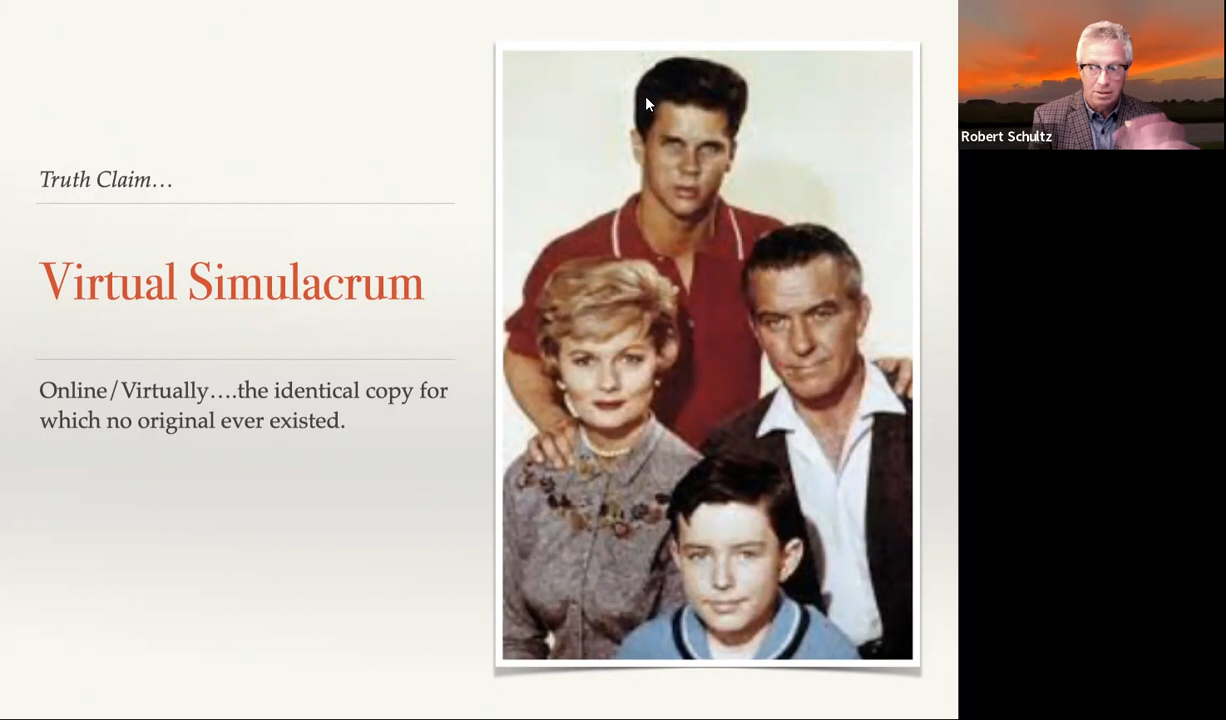 Truth Claim…
Virtual Simulacrum
Online/Virtually….the identical copy for
which no original ever existed.
Robert Schultz